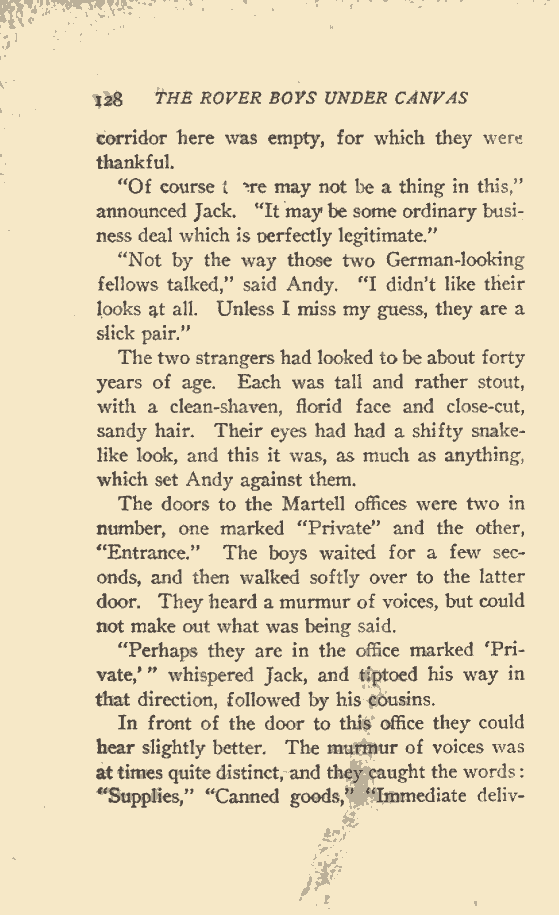 128 THE ROVER BOYS UNDER CANVAS
corridor here was empty, for which they were
thankful.
“Of course may not be a thing in this,”
announced Jack. “It may be some ordinary busi-
ness deal which is perfectly legitimate.”
“Not by the way those two German-looking
fellows talked,” said Andy. “I didn’t like their
looks at all. Unless I miss my guess, they are a
slick pair.”
The two strangers had looked to be about forty
years of age. Each was tall and rather stout,
with a clean-shaven, florid face and close-cut,
sandy hair. Their eyes had had a shifty snake-
like look, and this it was, as much as anything,
which set Andy against them.
The doors to the Martell offices were two in
number, one marked “Private” and the other,
“Entrance.” The boys waited for a few sec-
onds, and then walked softly over to the latter
door. They heard a murmur of voices, but could
not make out what was being said.
“Perhaps they are in the office marked ‘Pri-
vate,’ ” whispered Jack, and tiptoed his way in
that direction, followed by his cousins.
In front of the door to this office they could
hear slightly better. The murmur of voices was
at times quite distinct, and they caught the words:
“Supplies,” “Canned goods,” “Immediate deliv-